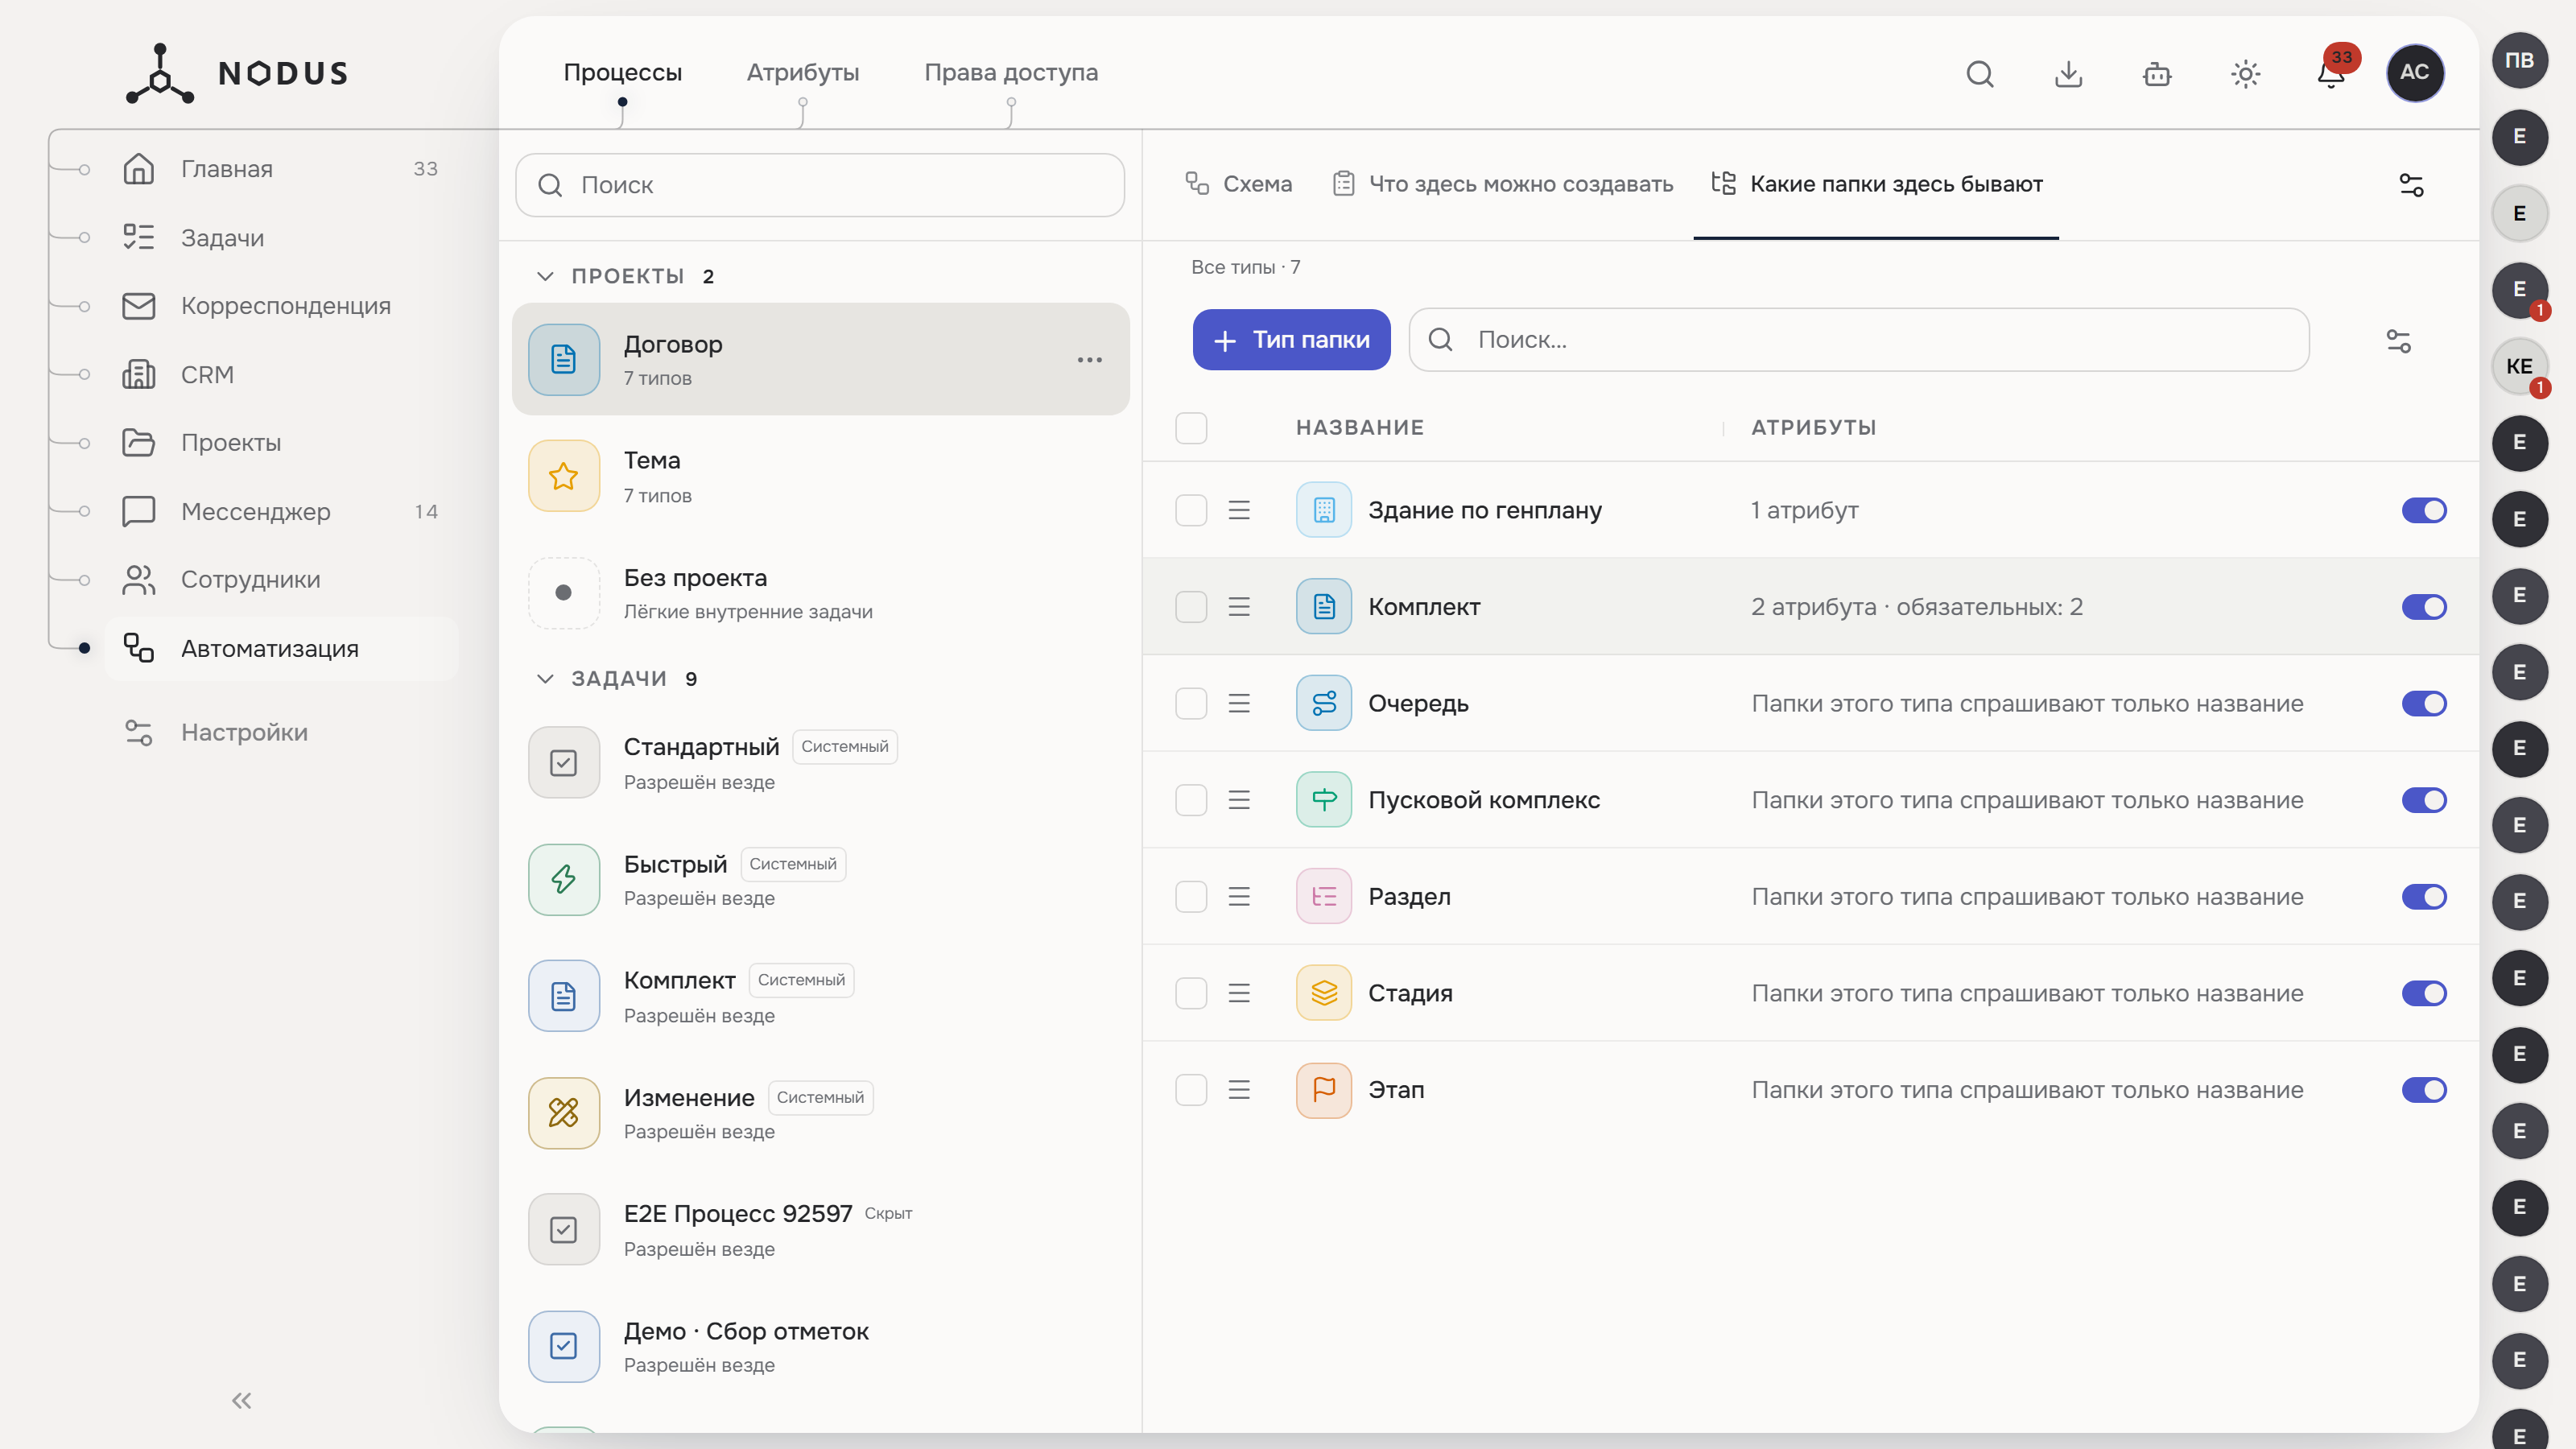 NODUS
Процессы
Атрибуты
Права доступа
33
АС
Главная
33
Задачи
Корреспонденция
CRM
Проекты
Мессенджер
14
Сотрудники
Автоматизация
Настройки
Поиск
ПРОЕКТЫ 2
Договор
7 типов
Тема
7 типов
Без проекта
Лёгкие внутренние задачи
ЗАДАЧИ 9
Стандартный Системный
Разрешён везде
Быстрый Системный
Разрешён везде
Комплект Системный
Разрешён везде
Изменение Системный
Разрешён везде
E2E Процесс 92597 Скрыт
Разрешён везде
Демо · Сбор отметок
Разрешён везде
Схема
Что здесь можно создавать
Какие папки здесь бывают
Все типы · 7
Тип папки
Поиск...
НАЗВАНИЕ
АТРИБУТЫ
Здание по генплану
1 атрибут
Комплект
2 атрибута · обязательных: 2
Очередь
Папки этого типа спрашивают только название
Пусковой комплекс
Папки этого типа спрашивают только название
Раздел
Папки этого типа спрашивают только название
Стадия
Папки этого типа спрашивают только название
Этап
Папки этого типа спрашивают только название
ПВ
E
E
E
1
KE
1
E
E
E
E
E
E
E
E
E
E
E
E
E
E